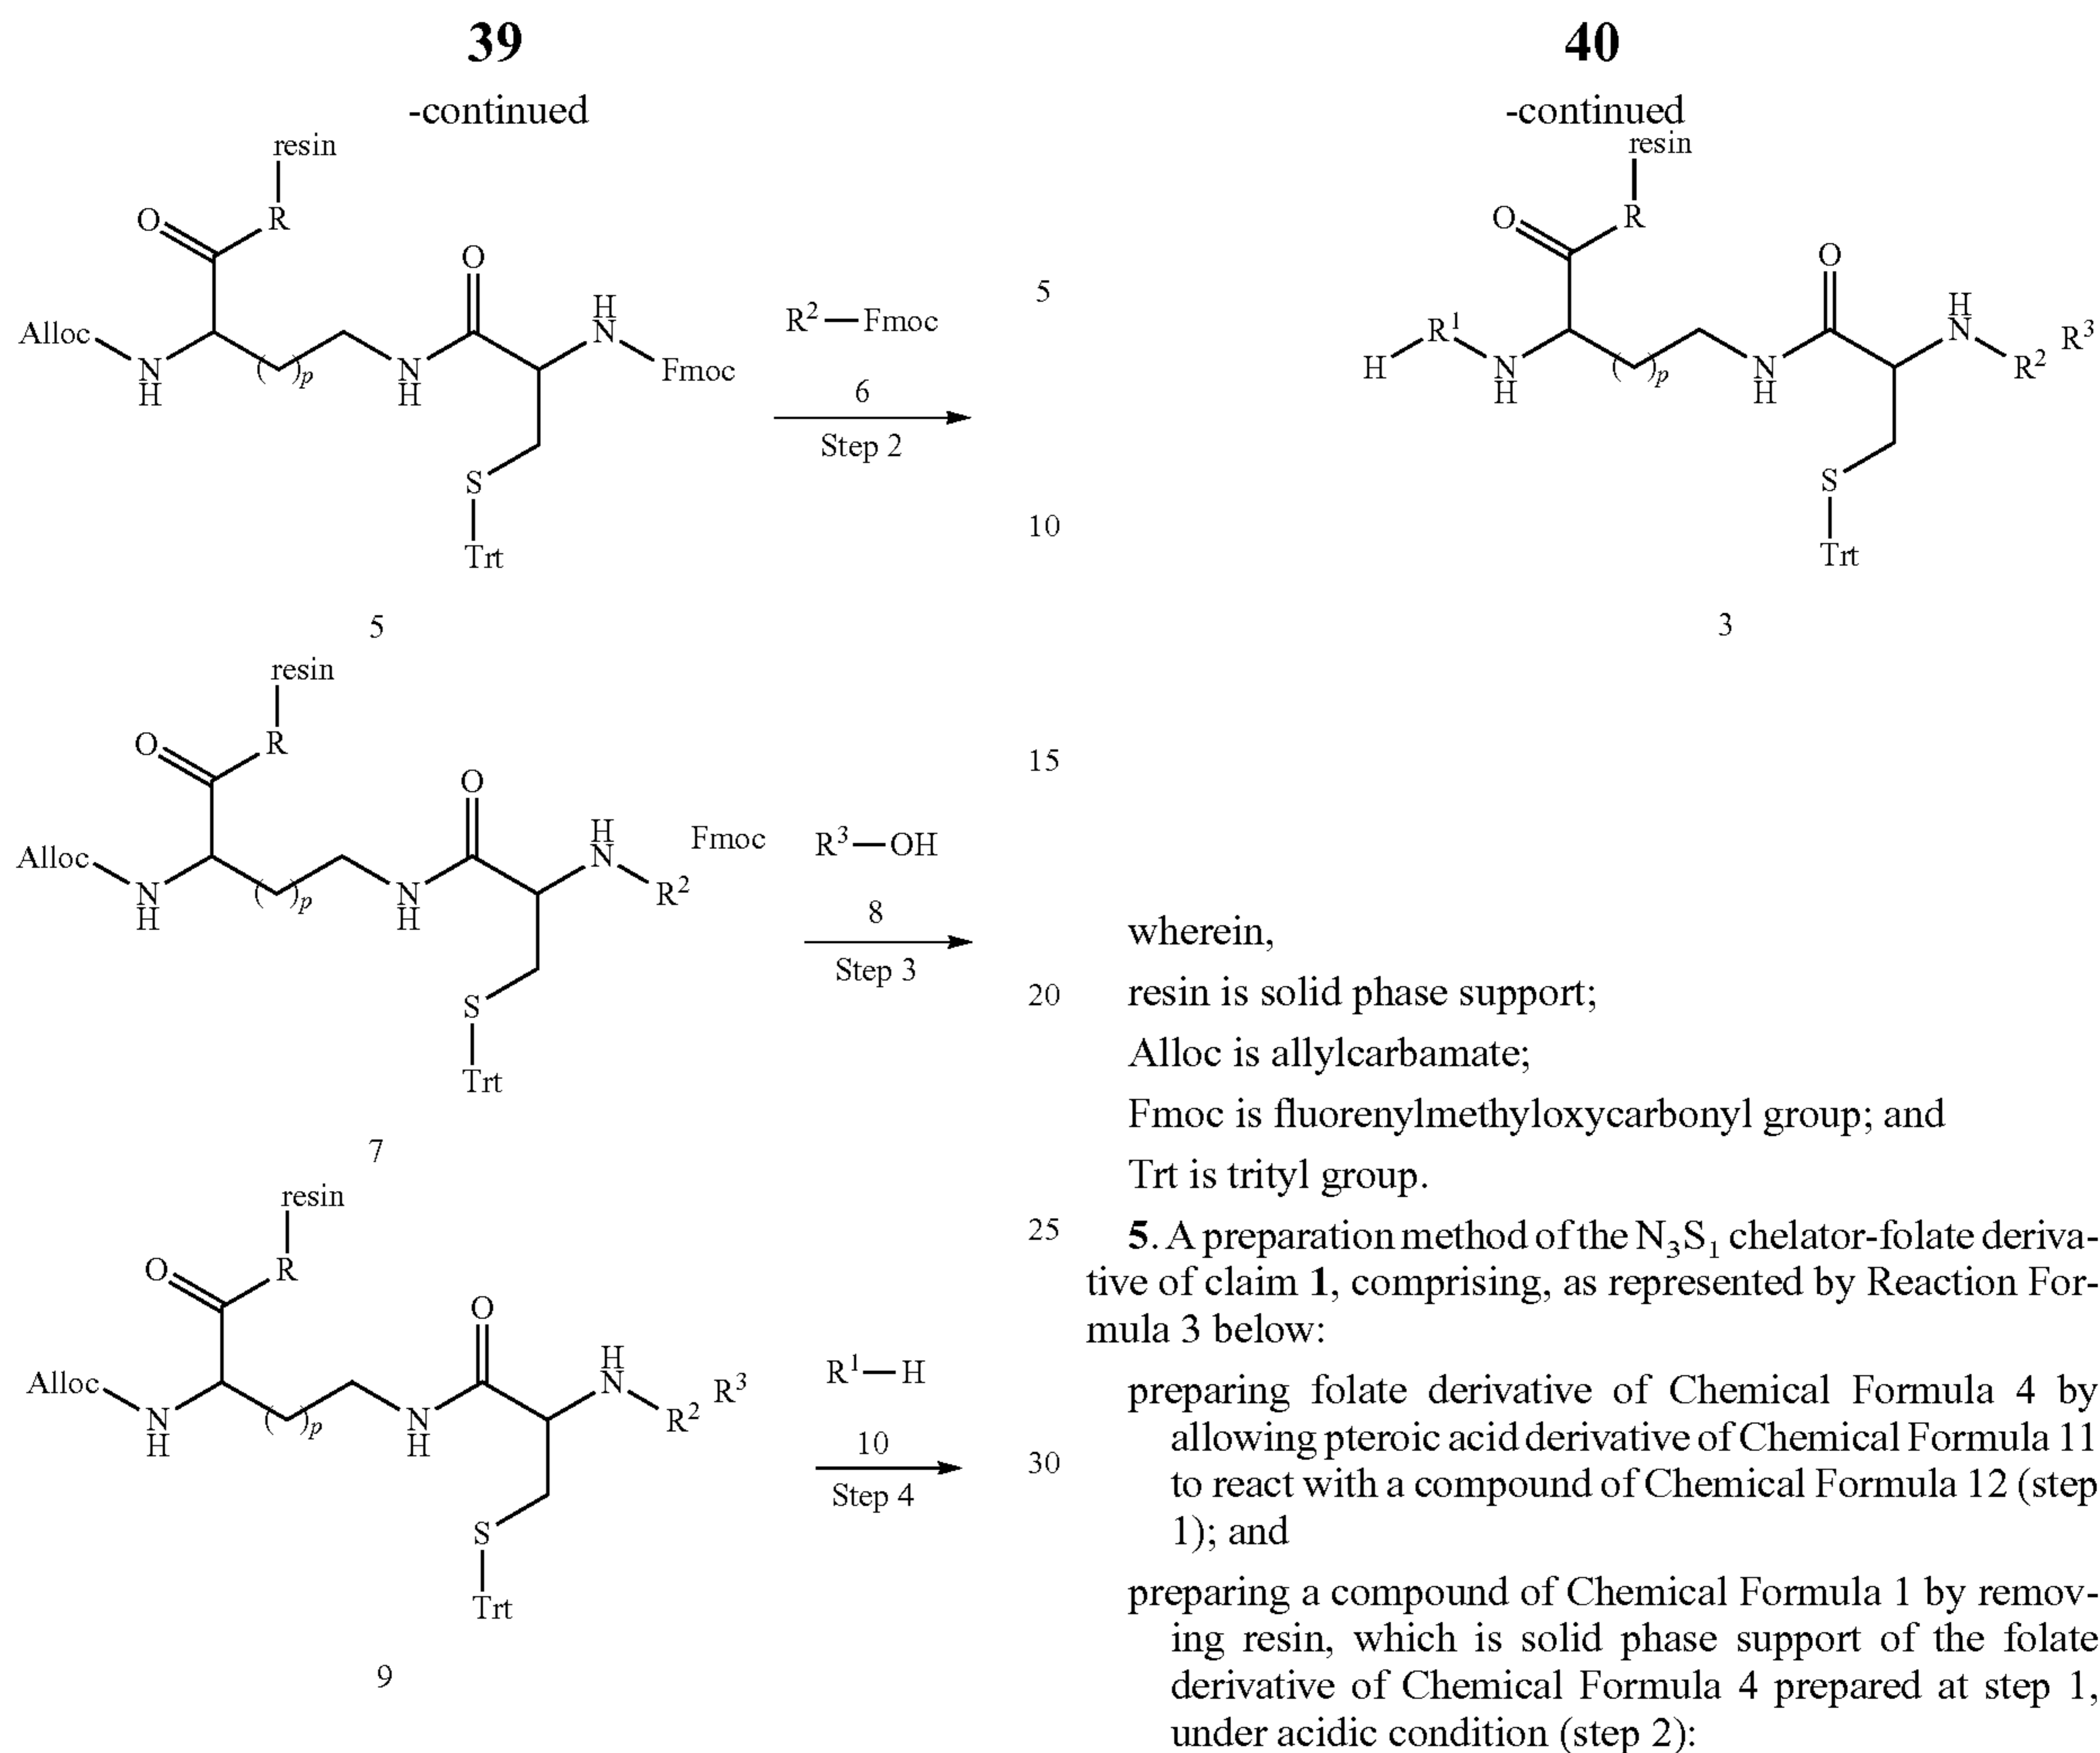 39
-continued
resin
O
R
O
H
N
Alloc
N
H
( )p
N
H
Fmoc
S
Trt
5
R²—Fmoc
6
Step 2
resin
O
R
O
H
N
Fmoc
Alloc
N
H
( )p
N
H
R²
S
Trt
7
R³—OH
8
Step 3
resin
O
R
O
H
N
R³
Alloc
N
H
( )p
N
H
R²
S
Trt
9
R¹—H
10
Step 4
5
10
15
20
25
30
40
-continued
resin
O
R
O
H
N
R³
R¹
H
N
H
( )p
N
H
R²
S
Trt
3
wherein,
resin is solid phase support;
Alloc is allylcarbamate;
Fmoc is fluorenylmethyloxycarbonyl group; and
Trt is trityl group.
5. A preparation method of the N₃S₁ chelator-folate deriva-
tive of claim 1, comprising, as represented by Reaction For-
mula 3 below:
preparing folate derivative of Chemical Formula 4 by
allowing pteroic acid derivative of Chemical Formula 11
to react with a compound of Chemical Formula 12 (step
1); and
preparing a compound of Chemical Formula 1 by remov-
ing resin, which is solid phase support of the folate
derivative of Chemical Formula 4 prepared at step 1,
under acidic condition (step 2):